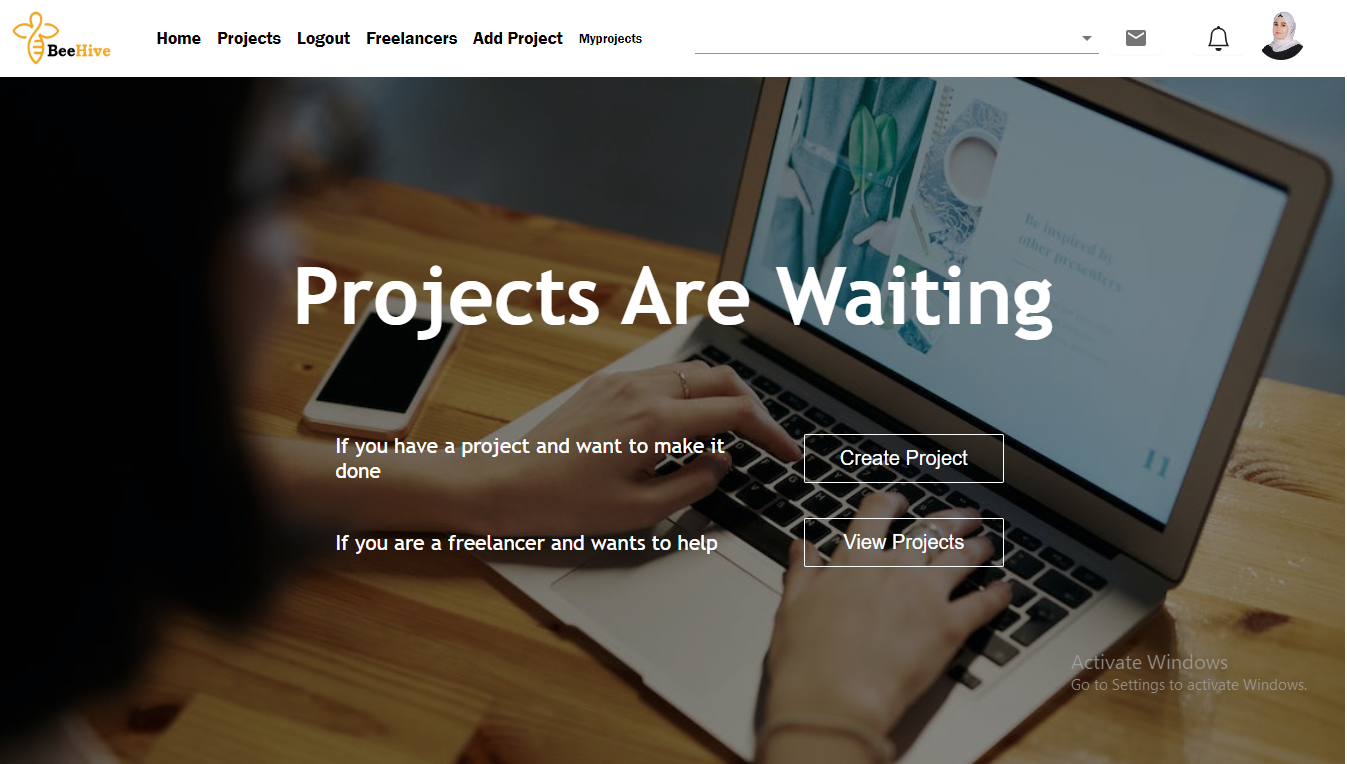 BeeHive
Home Projects Logout Freelancers Add Project Myprojects
Be inspired by
other presenters
Projects Are Waiting
If you have a project and want to make it
done
Create Project
11
If you are a freelancer and wants to help
View Projects
Activate Windows
Go to Settings to activate Windows.